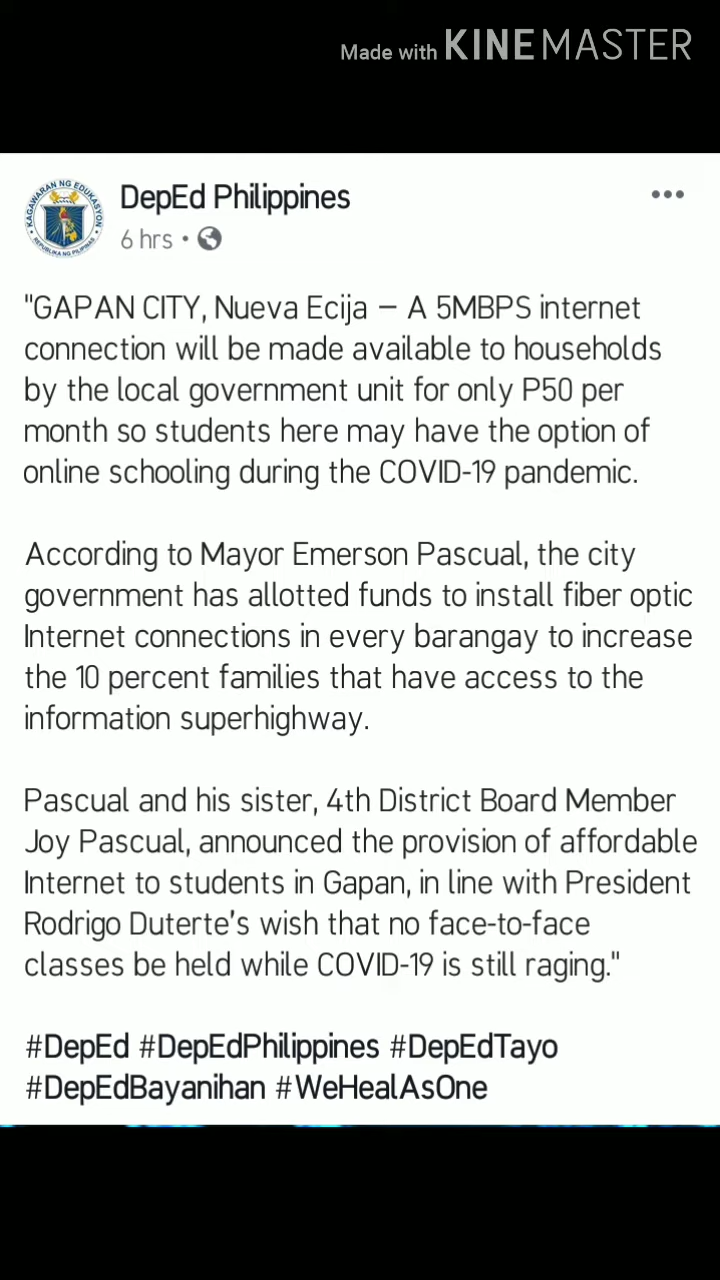 Made with KINEMASTER
KAGAWARAN NG EDUKASYON
REPUBLIKA NG PILIPINAS
DepEd Philippines
6 hrs •
"GAPAN CITY, Nueva Ecija – A 5MBPS internet
connection will be made available to households
by the local government unit for only P50 per
month so students here may have the option of
online schooling during the COVID-19 pandemic.
According to Mayor Emerson Pascual, the city
government has allotted funds to install fiber optic
Internet connections in every barangay to increase
the 10 percent families that have access to the
information superhighway.
Pascual and his sister, 4th District Board Member
Joy Pascual, announced the provision of affordable
Internet to students in Gapan, in line with President
Rodrigo Duterte's wish that no face-to-face
classes be held while COVID-19 is still raging."
#DepEd #DepEdPhilippines #DepEdTayo
#DepEdBayanihan #WeHealAsOne